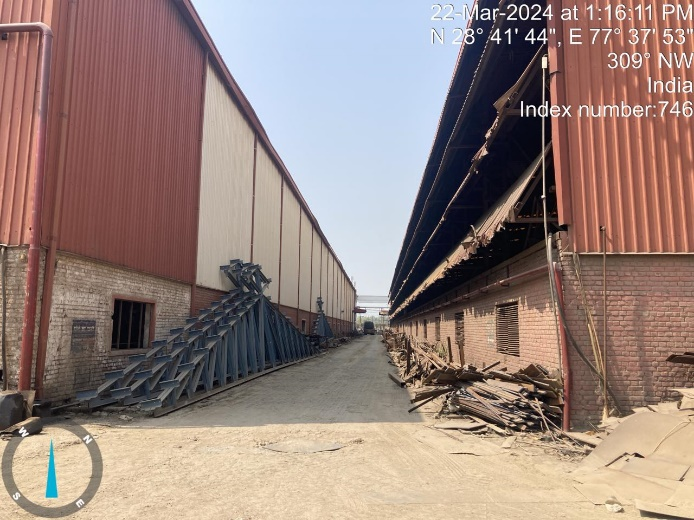 22-Mar-2024 at 1:16:11 PM
N 28° 41' 44", E 77° 37' 53"
309° NW
India
Index number:746
N
W
E
S